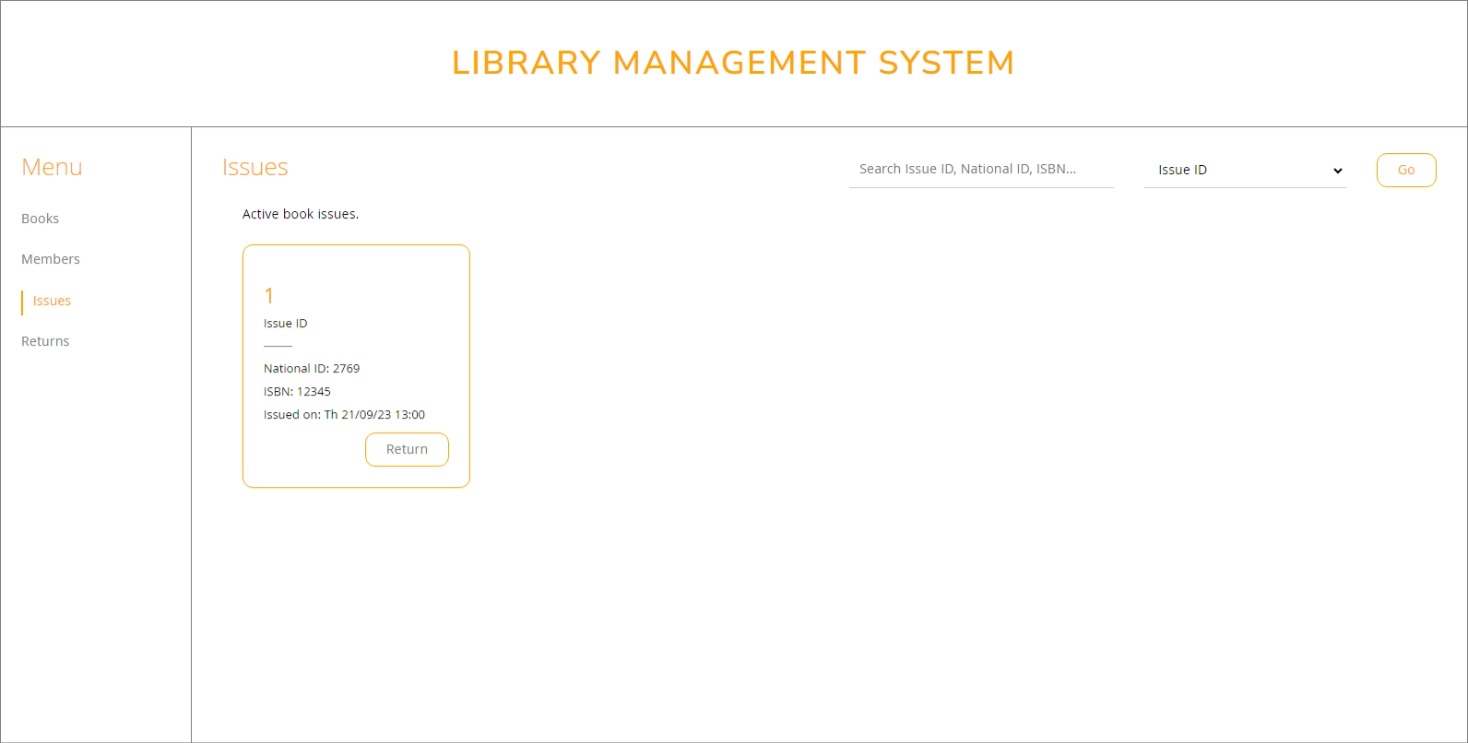 LIBRARY MANAGEMENT SYSTEM
Menu
Books
Members
Issues
Returns
Issues
Search Issue ID, National ID, ISBN...
Issue ID
Go
Active book issues.
1
Issue ID
National ID: 2769
ISBN: 12345
Issued on: Th 21/09/23 13:00
Return